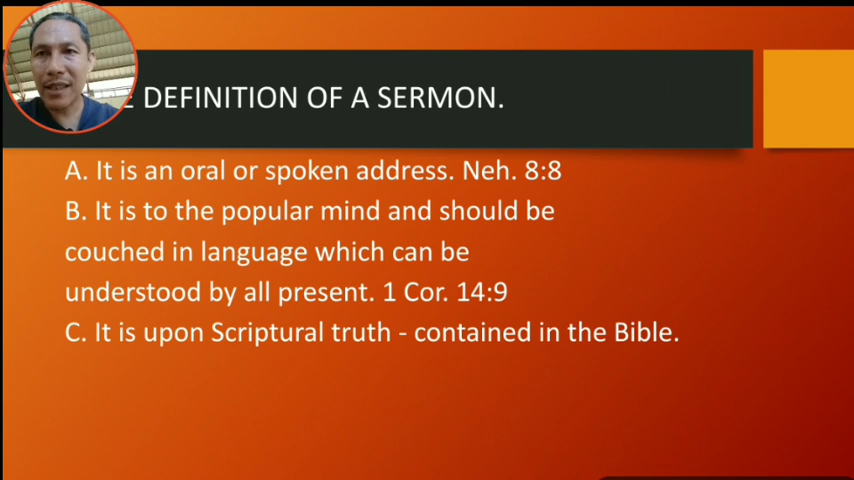 DEFINITION OF A SERMON.
A. It is an oral or spoken address. Neh. 8:8
B. It is to the popular mind and should be
couched in language which can be
understood by all present. 1 Cor. 14:9
C. It is upon Scriptural truth - contained in the Bible.